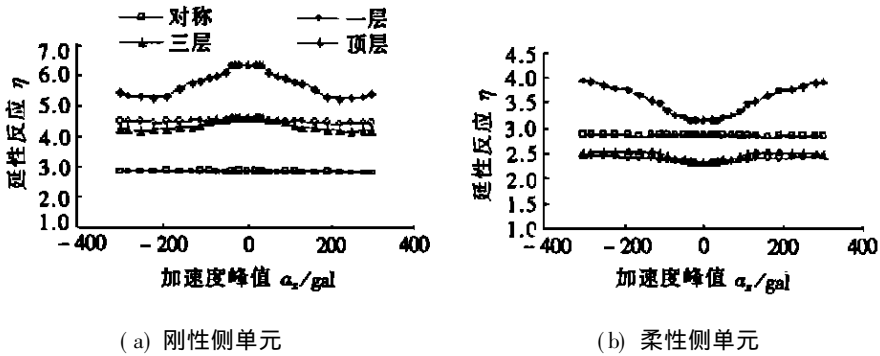 对称 一层
三层 顶层
延性反应 η
7.0
6.0
5.0
4.0
3.0
2.0
1.0
-400 -200 0 200 400
加速度峰值 aₓ/gal
(a) 刚性侧单元
延性反应 η
4.5
4.0
3.5
3.0
2.5
2.0
1.5
1.0
-400 -200 0 200 400
加速度峰值 aₓ/gal
(b) 柔性侧单元